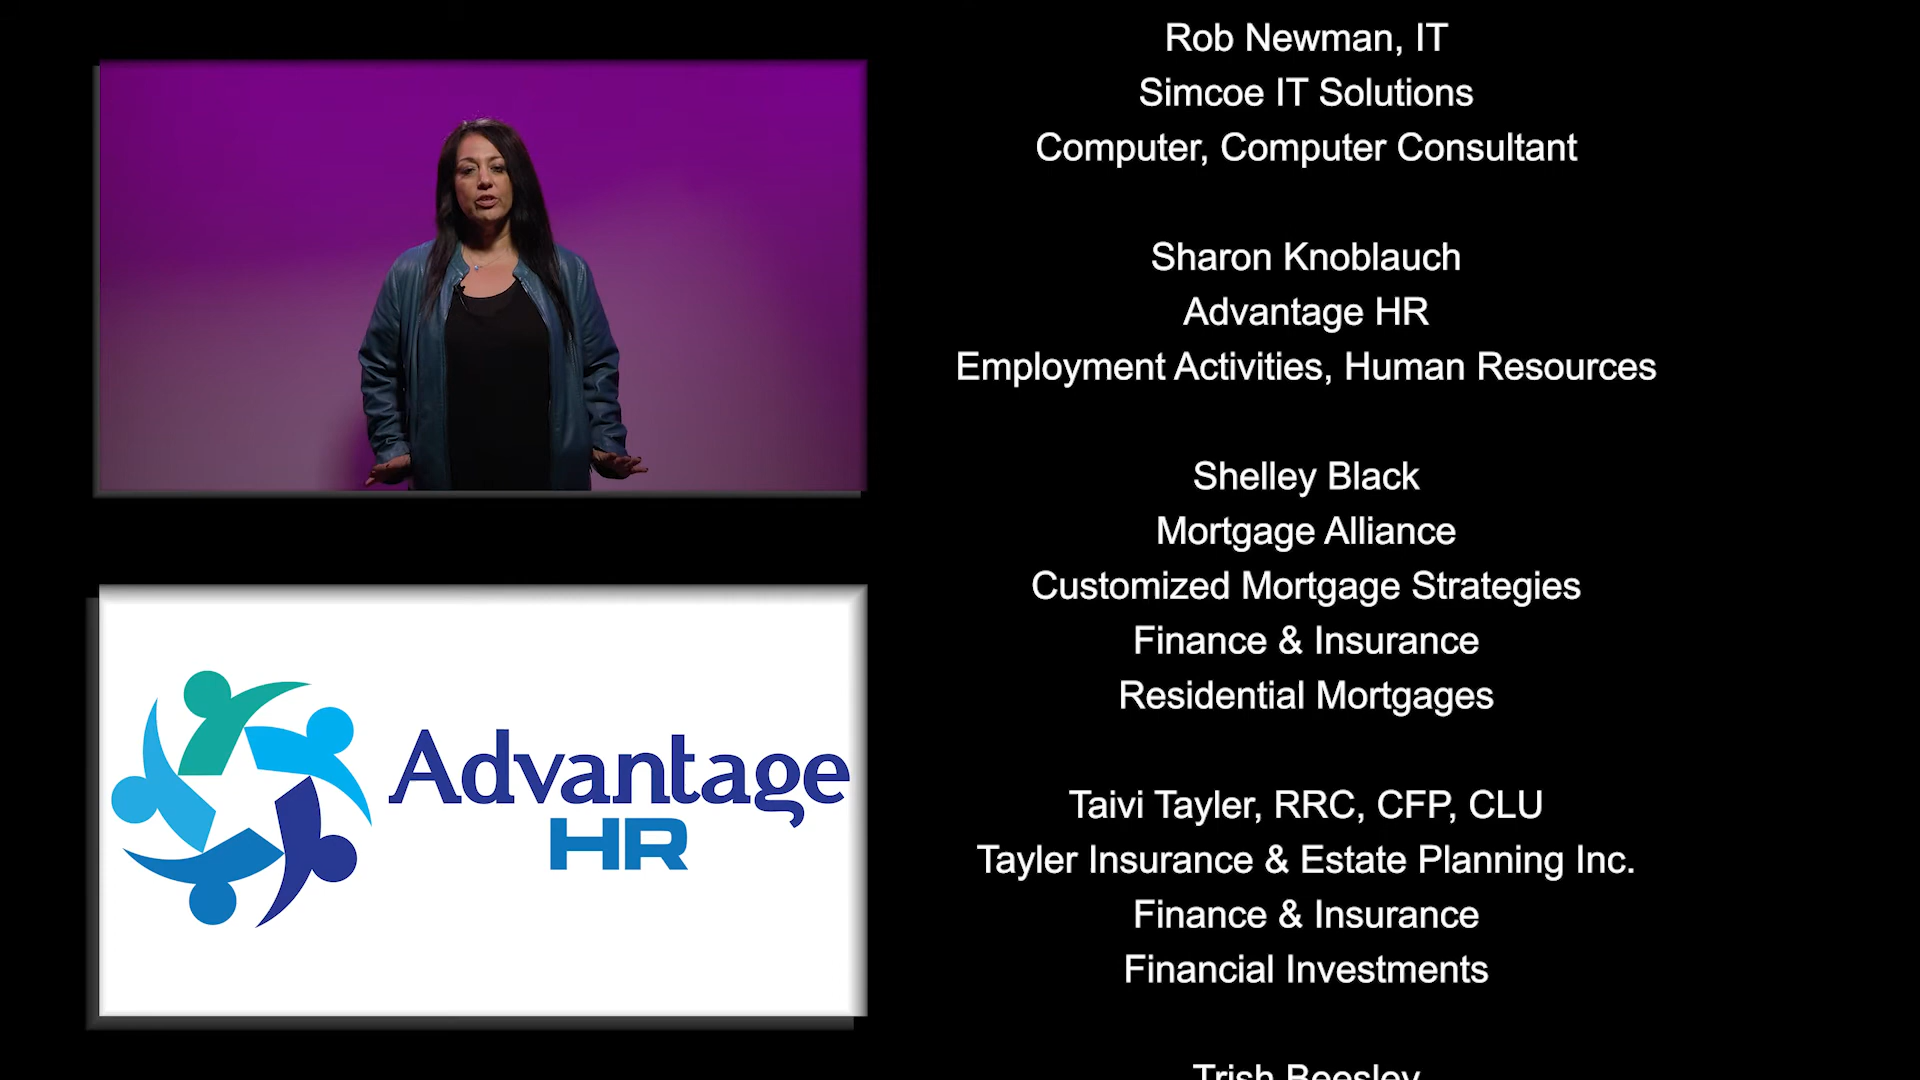 Rob Newman, IT
Simcoe IT Solutions
Computer, Computer Consultant
Sharon Knoblauch
Advantage HR
Employment Activities, Human Resources
Shelley Black
Mortgage Alliance
Customized Mortgage Strategies
Finance & Insurance
Residential Mortgages
Taivi Tayler, RRC, CFP, CLU
Tayler Insurance & Estate Planning Inc.
Finance & Insurance
Financial Investments
Trish Beesley
Advantage
HR